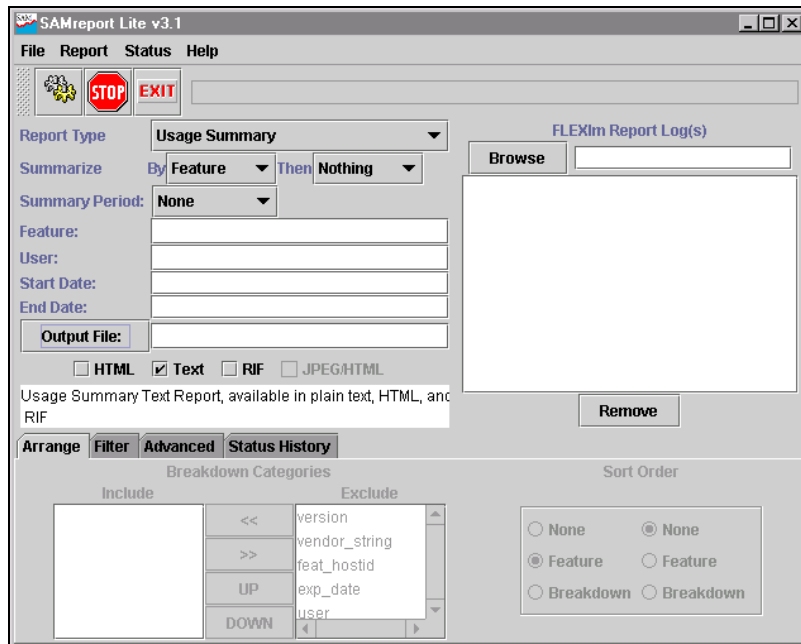 SAMreport Lite v3.1
File Report Status Help
STOP EXIT
Report Type Usage Summary
Summarize By Feature Then Nothing
Summary Period: None
Feature:
User:
Start Date:
End Date:
Output File:
HTML Text RIF JPEG/HTML
Usage Summary Text Report, available in plain text, HTML, and
RIF
FLEXlm Report Log(s)
Browse
Remove
Arrange Filter Advanced Status History
Breakdown Categories
Include Exclude
<<
>>
UP
DOWN
version
vendor_string
feat_hostid
exp_date
user
Sort Order
None None
Feature Feature
Breakdown Breakdown